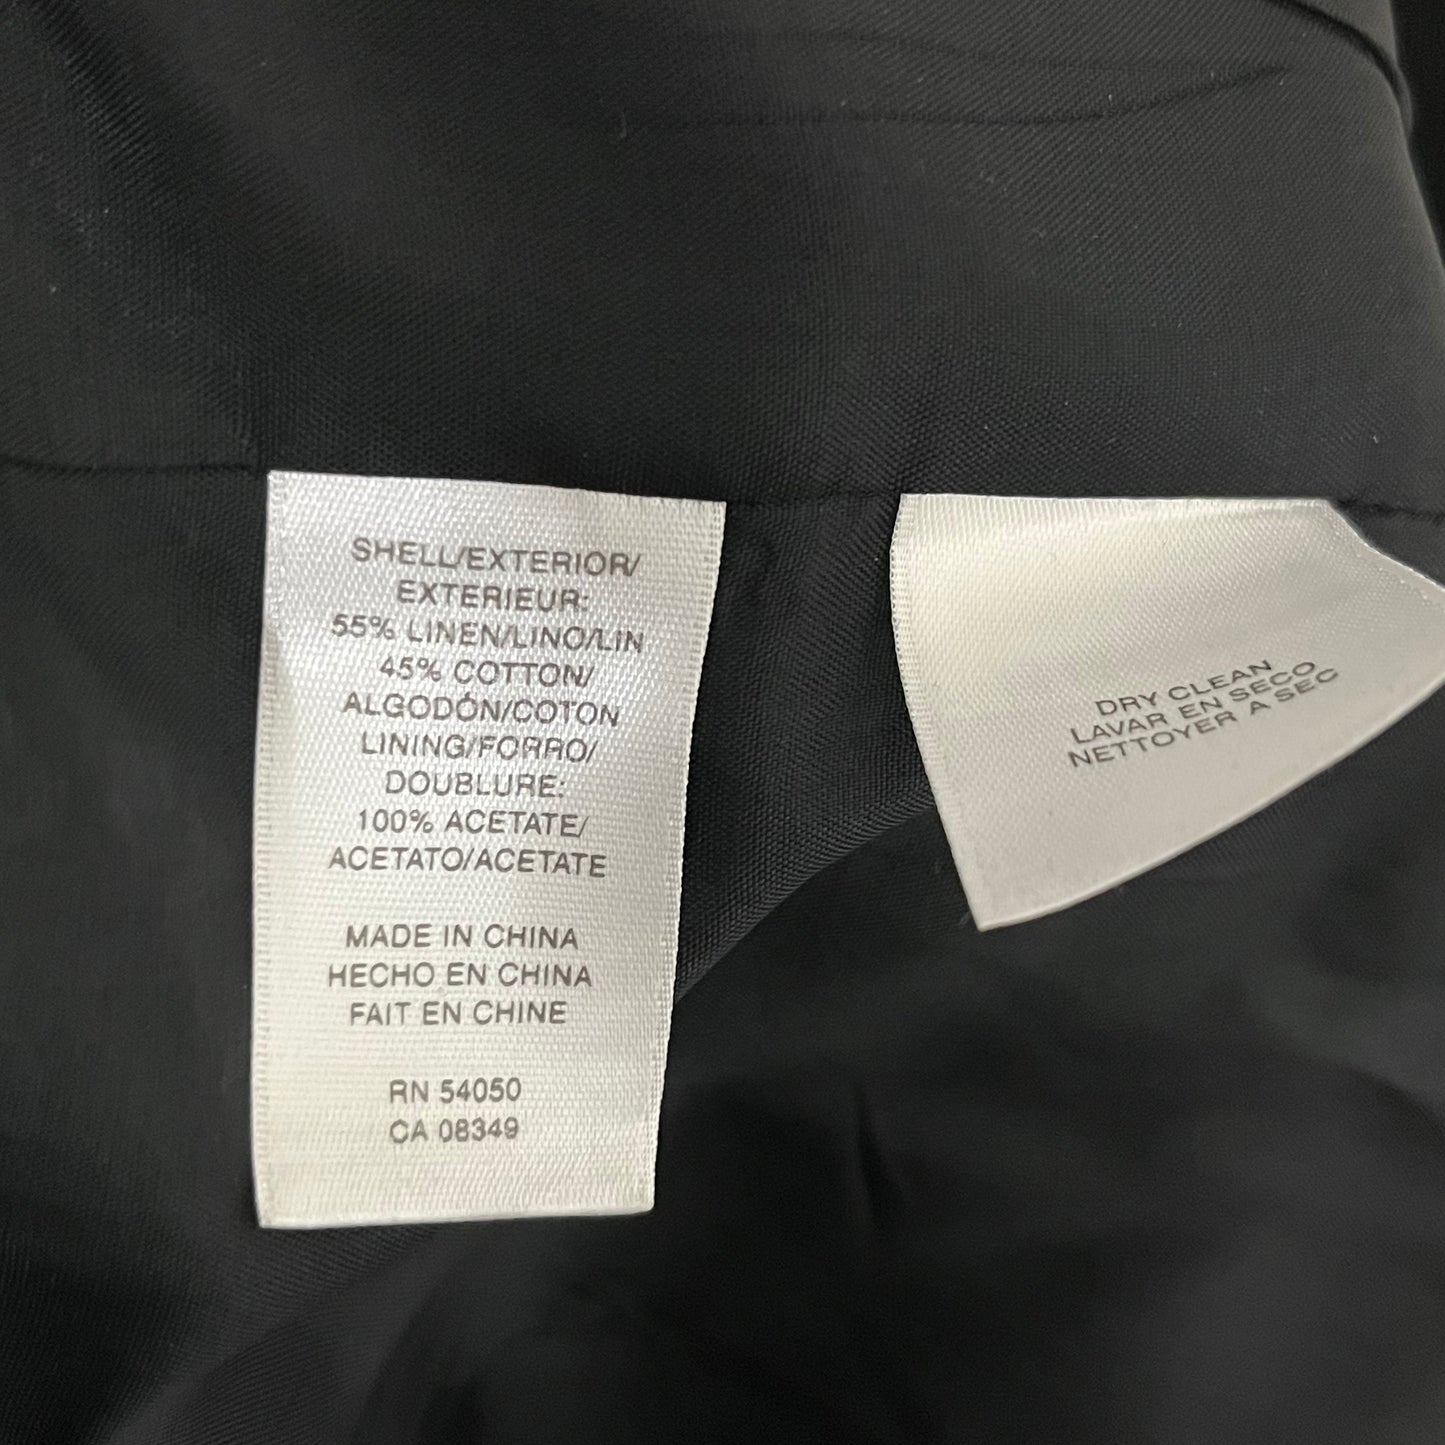 SHELL/EXTERIOR/
EXTERIEUR:
55% LINEN/LINO/LIN
45% COTTON/
ALGODÓN/COTON
LINING/FORRO/
DOUBLURE:
100% ACETATE/
ACETATO/ACETATE
MADE IN CHINA
HECHO EN CHINA
FAIT EN CHINE
RN 54050
CA 08349
DRY CLEAN
LAVAR EN SECO
NETTOYER A SEC